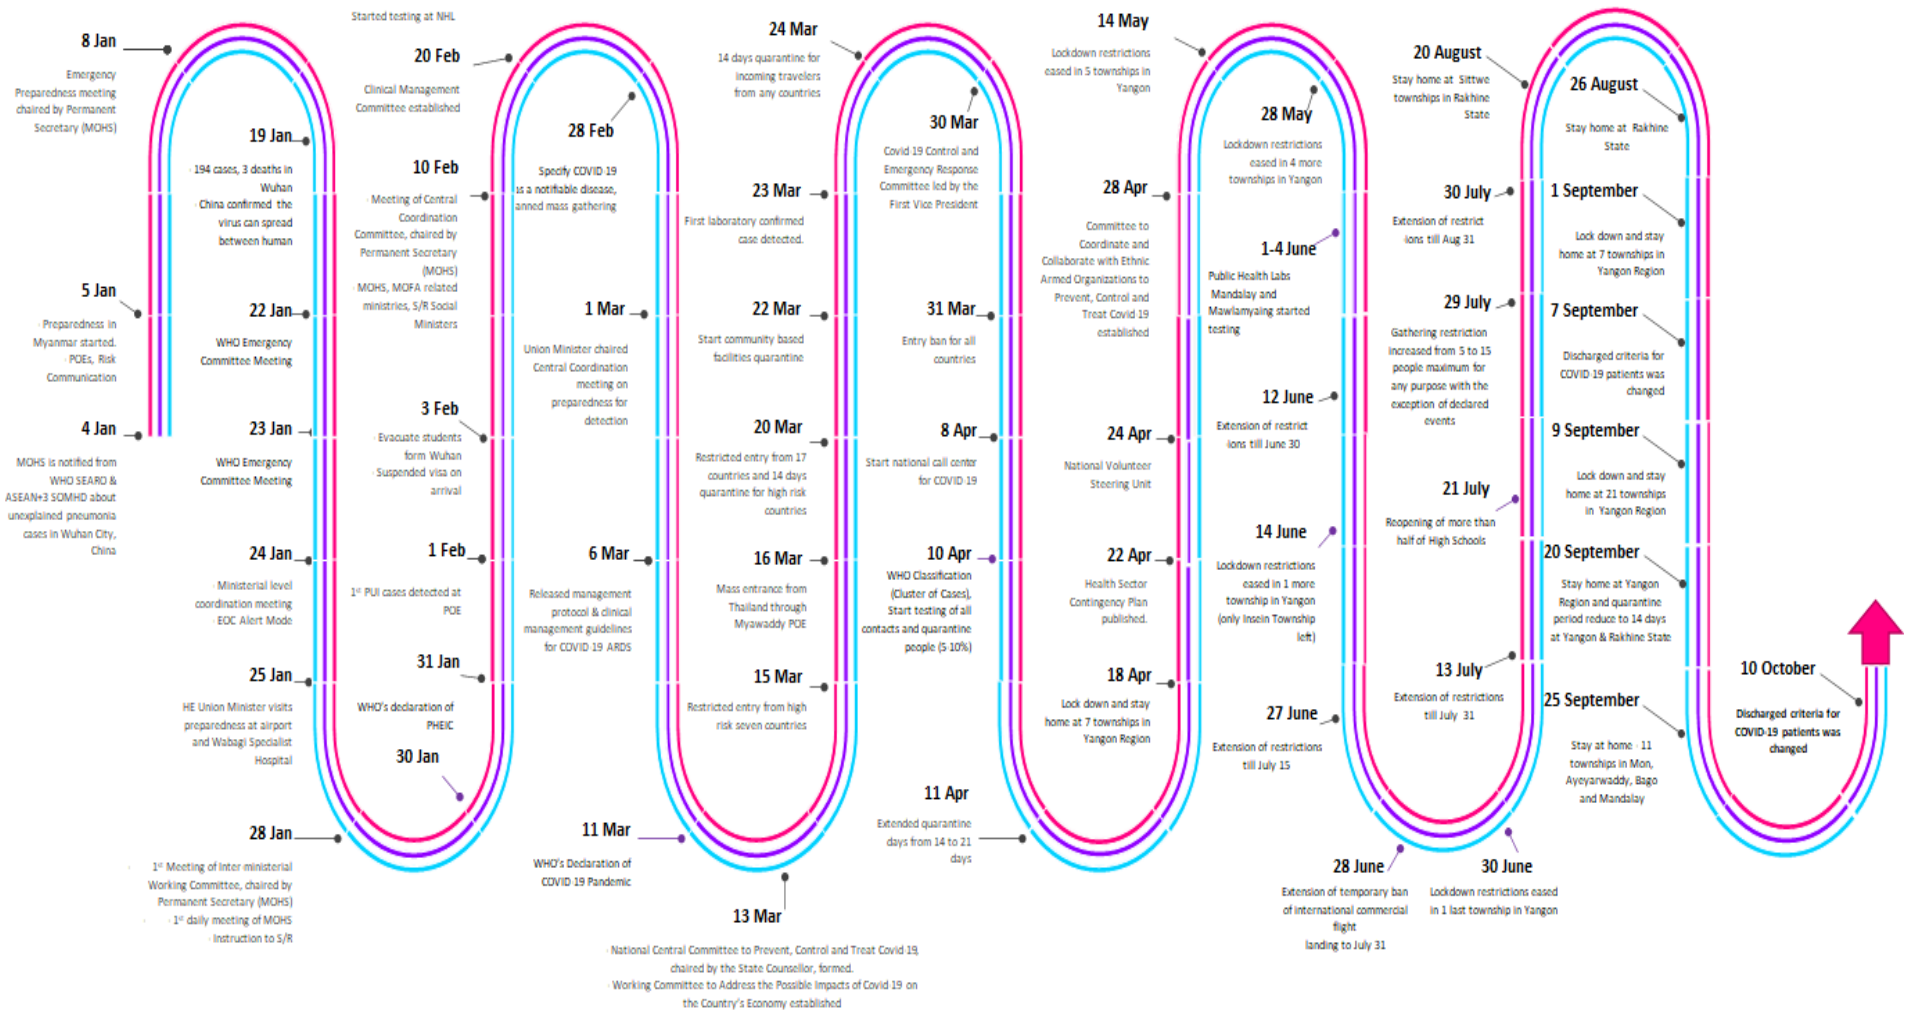 4 Jan
MOHS is notified from
WHO SEARO &
ASEAN+3 SOMHD about
unexplained pneumonia
cases in Wuhan City,
China
5 Jan
· Preparedness in
Myanmar started.
· POEs, Risk
Communication
8 Jan
Emergency
Preparedness meeting
chaired by Permanent
Secretary (MOHS)
19 Jan
· 194 cases, 3 deaths in
Wuhan
· China confirmed the
virus can spread
between human
22 Jan
WHO Emergency
Committee Meeting
23 Jan
WHO Emergency
Committee Meeting
24 Jan
· Ministerial level
coordination meeting
· EOC Alert Mode
25 Jan
HE Union Minister visits
preparedness at airport
and Wabagi Specialist
Hospital
28 Jan
· 1st Meeting of Inter ministerial
Working Committee, chaired by
Permanent Secretary (MOHS)
· 1st daily meeting of MOHS
· Instruction to S/R
30 Jan
WHO's declaration of
PHEIC
31 Jan
1st PUI cases detected at
POE
1 Feb
· Evacuate students
form Wuhan
· Suspended visa on
arrival
3 Feb
· Meeting of Central
Coordination
Committee, chaired by
Permanent Secretary
(MOHS)
· MOHS, MOFA related
ministries, S/R Social
Ministers
10 Feb
Clinical Management
Committee established
20 Feb
Started testing at NHL
28 Feb
Specify COVID 19
as a notifiable disease,
anned mass gathering
1 Mar
Union Minister chaired
Central Coordination
meeting on
preparedness for
detection
6 Mar
Released management
protocol & clinical
management guidelines
for COVID 19 ARDS
11 Mar
WHO's Declaration of
COVID 19 Pandemic
13 Mar
· National Central Committee to Prevent, Control and Treat Covid 19,
chaired by the State Counsellor, formed.
· Working Committee to Address the Possible Impacts of Covid 19 on
the Country's Economy established
15 Mar
Restricted entry from high
risk seven countries
16 Mar
Mass entrance from
Thailand through
Myawaddy POE
20 Mar
Restricted entry from 17
countries and 14 days
quarantine for high risk
countries
22 Mar
Start community based
facilities quarantine
23 Mar
First laboratory confirmed
case detected.
24 Mar
14 days quarantine for
incoming travelers
from any countries
30 Mar
Covid 19 Control and
Emergency Response
Committee led by the
First Vice President
31 Mar
Entry ban for all
countries
8 Apr
Start national call center
for COVID 19
10 Apr
WHO Classification
(Cluster of Cases),
Start testing of all
contacts and quarantine
people (5 10%)
11 Apr
Extended quarantine
days from 14 to 21
days
18 Apr
Lock down and stay
home at 7 townships in
Yangon Region
22 Apr
Health Sector
Contingency Plan
published.
24 Apr
National Volunteer
Steering Unit
28 Apr
Committee to
Coordinate and
Collaborate with Ethnic
Armed Organizations to
Prevent, Control and
Treat Covid 19
established
14 May
Lockdown restrictions
eased in 5 townships in
Yangon
28 May
Lockdown restrictions
eased in 4 more
townships in Yangon
1-4 June
Public Health Labs
Mandalay and
Mawlamyaing started
testing
12 June
Extension of restrict
ions till June 30
14 June
Lockdown restrictions
eased in 1 more
township in Yangon
(only Insein Township
left)
27 June
Extension of restrictions
till July 15
28 June
Extension of temporary ban
of international commercial
flight
landing to July 31
30 June
Lockdown restrictions eased
in 1 last township in Yangon
13 July
Extension of restrictions
till July 31
21 July
Reopening of more than
half of High Schools
29 July
Gathering restriction
increased from 5 to 15
people maximum for
any purpose with the
exception of declared
events
30 July
Extension of restrict
ions till Aug 31
20 August
Stay home at Sittwe
townships in Rakhine
State
26 August
Stay home at Rakhine
State
1 September
Lock down and stay
home at 7 townships in
Yangon Region
7 September
Discharged criteria for
COVID 19 patients was
changed
9 September
Lock down and stay
home at 21 townships
in Yangon Region
20 September
Stay home at Yangon
Region and quarantine
period reduce to 14 days
at Yangon & Rakhine State
25 September
Stay at home · 11
townships in Mon,
Ayeyarwaddy, Bago
and Mandalay
10 October
Discharged criteria for
COVID-19 patients was
changed